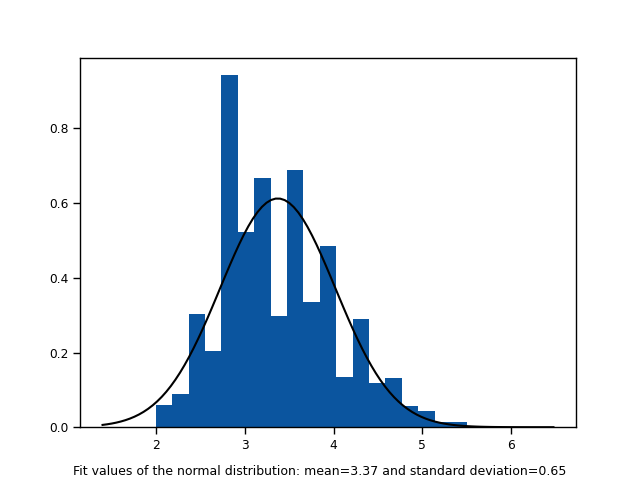 0.8
0.6
0.4
0.2
0.0
2 3 4 5 6
Fit values of the normal distribution: mean=3.37 and standard deviation=0.65